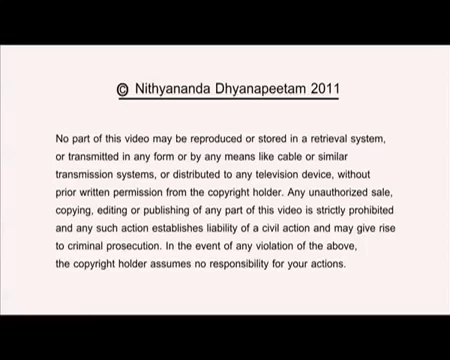 © Nithyananda Dhyanapeetam 2011
No part of this video may be reproduced or stored in a retrieval system,
or transmitted in any form or by any means like cable or similar
transmission systems, or distributed to any television device, without
prior written permission from the copyright holder. Any unauthorized sale,
copying, editing or publishing of any part of this video is strictly prohibited
and any such action establishes liability of a civil action and may give rise
to criminal prosecution. In the event of any violation of the above,
the copyright holder assumes no responsibility for your actions.